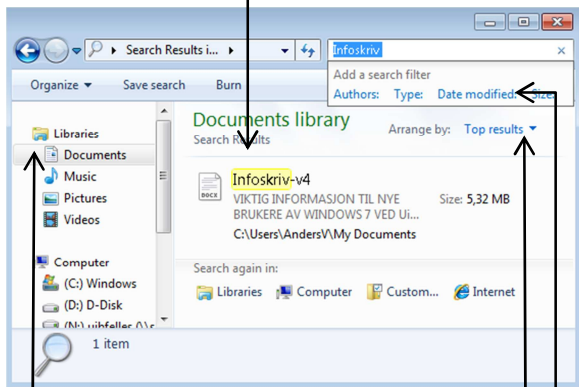 Search Results i...
Infoskriv
Add a search filter
Authors: Type: Date modified: Size:
Organize Save search Burn
Documents library
Search Results
Arrange by: Top results
Libraries
Documents
Music
Pictures
Videos
Computer
(C:) Windows
(D:) D-Disk
Infoskriv-v4
DOCX
VIKTIG INFORMASJON TIL NYE
BRUKERE AV WINDOWS 7 VED Ui...
C:\Users\AndersV\My Documents
Size: 5,32 MB
Search again in:
Libraries Computer Custom... Internet
1 item